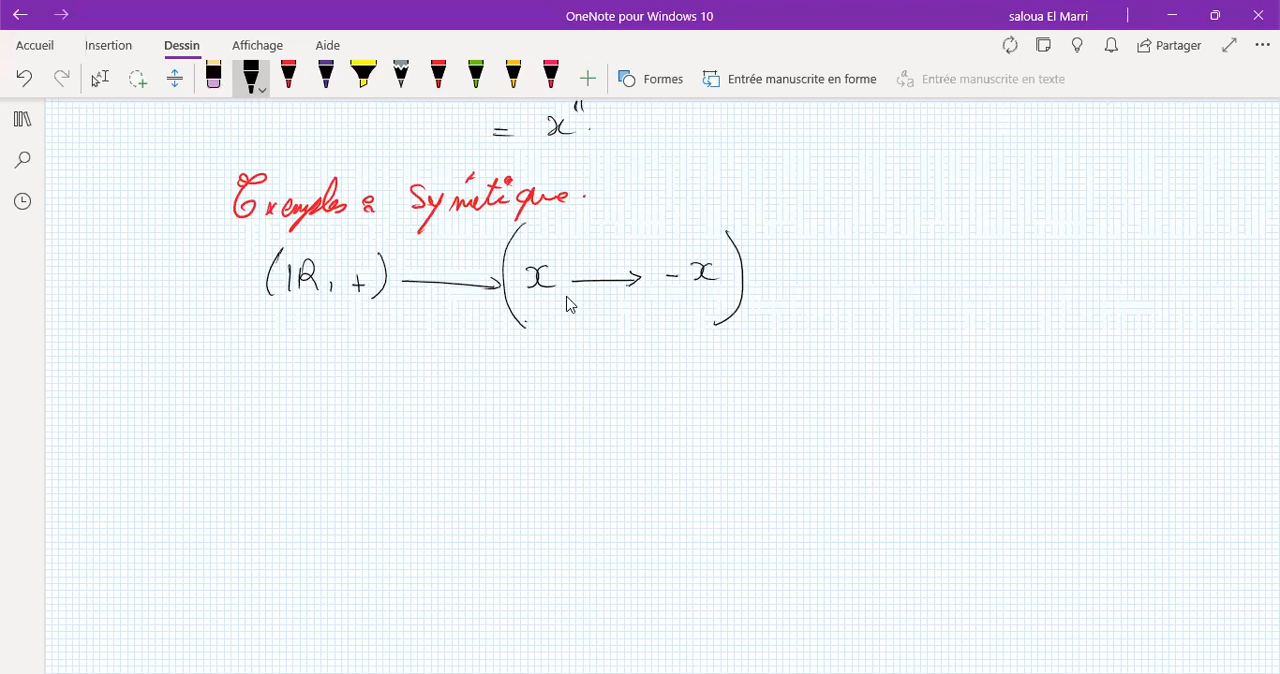 OneNote pour Windows 10
saloua El Marri
Accueil Insertion Dessin Affichage Aide
Partager
Formes Entrée manuscrite en forme Entrée manuscrite en texte
= x"
Exemples : Symétique.
(IR, +) ⟶ ( x ⟶ - x )